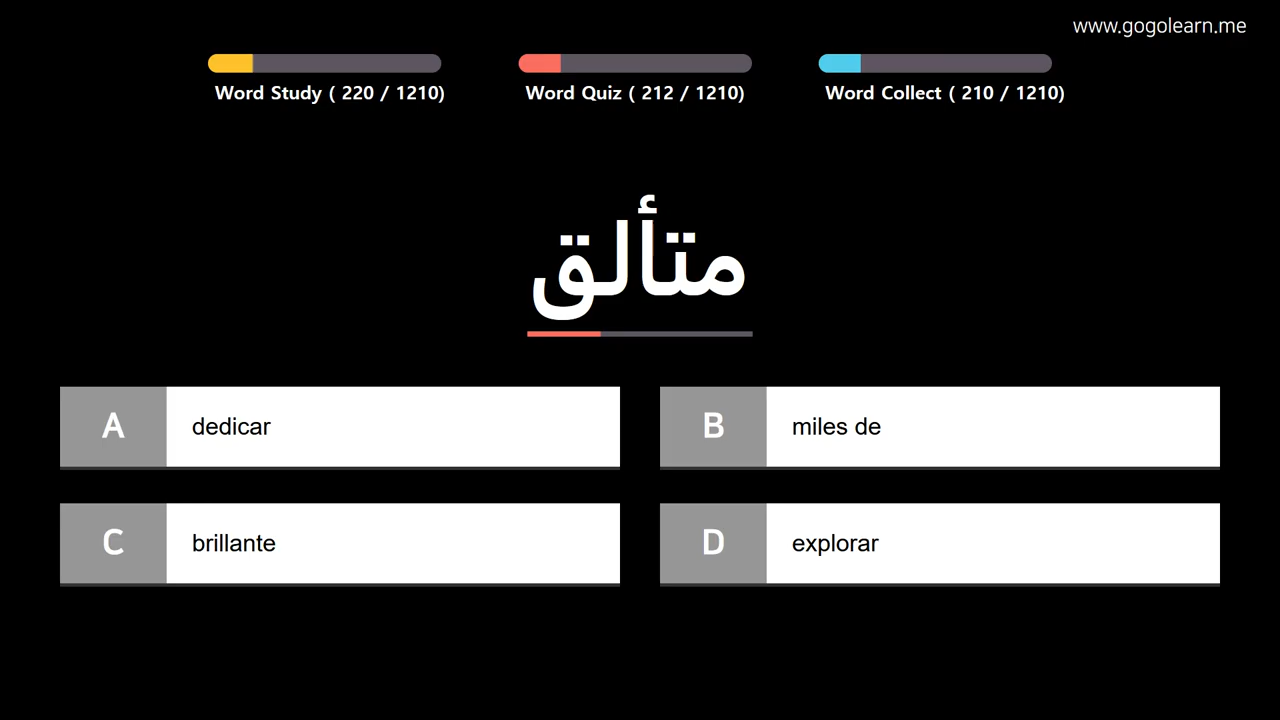 www.gogolearn.me
Word Study ( 220 / 1210)
Word Quiz ( 212 / 1210)
Word Collect ( 210 / 1210)
متألق
A
dedicar
B
miles de
C
brillante
D
explorar